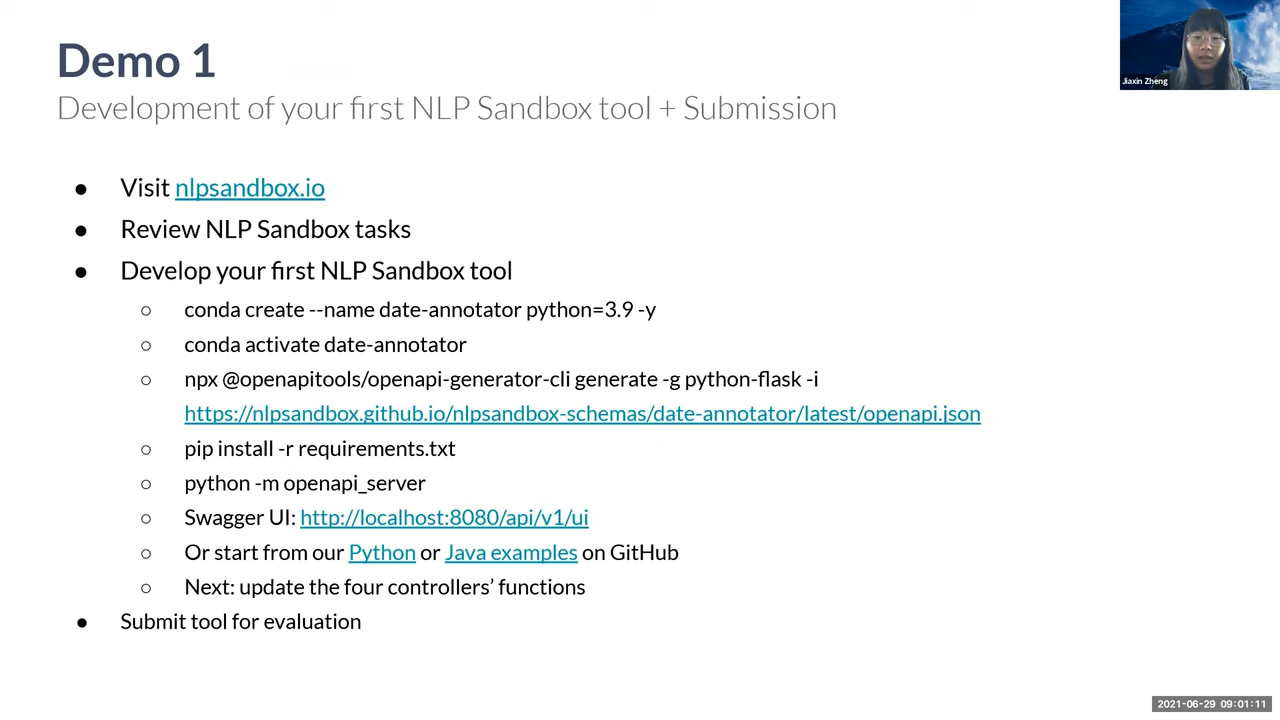 Demo 1
Development of your first NLP Sandbox tool + Submission
● Visit nlpsandbox.io
● Review NLP Sandbox tasks
● Develop your first NLP Sandbox tool
○ conda create --name date-annotator python=3.9 -y
○ conda activate date-annotator
○ npx @openapitools/openapi-generator-cli generate -g python-flask -i
https://nlpsandbox.github.io/nlpsandbox-schemas/date-annotator/latest/openapi.json
○ pip install -r requirements.txt
○ python -m openapi_server
○ Swagger UI: http://localhost:8080/api/v1/ui
○ Or start from our Python or Java examples on GitHub
○ Next: update the four controllers’ functions
● Submit tool for evaluation
Jiaxin Zheng
2021-06-29 09:01:11